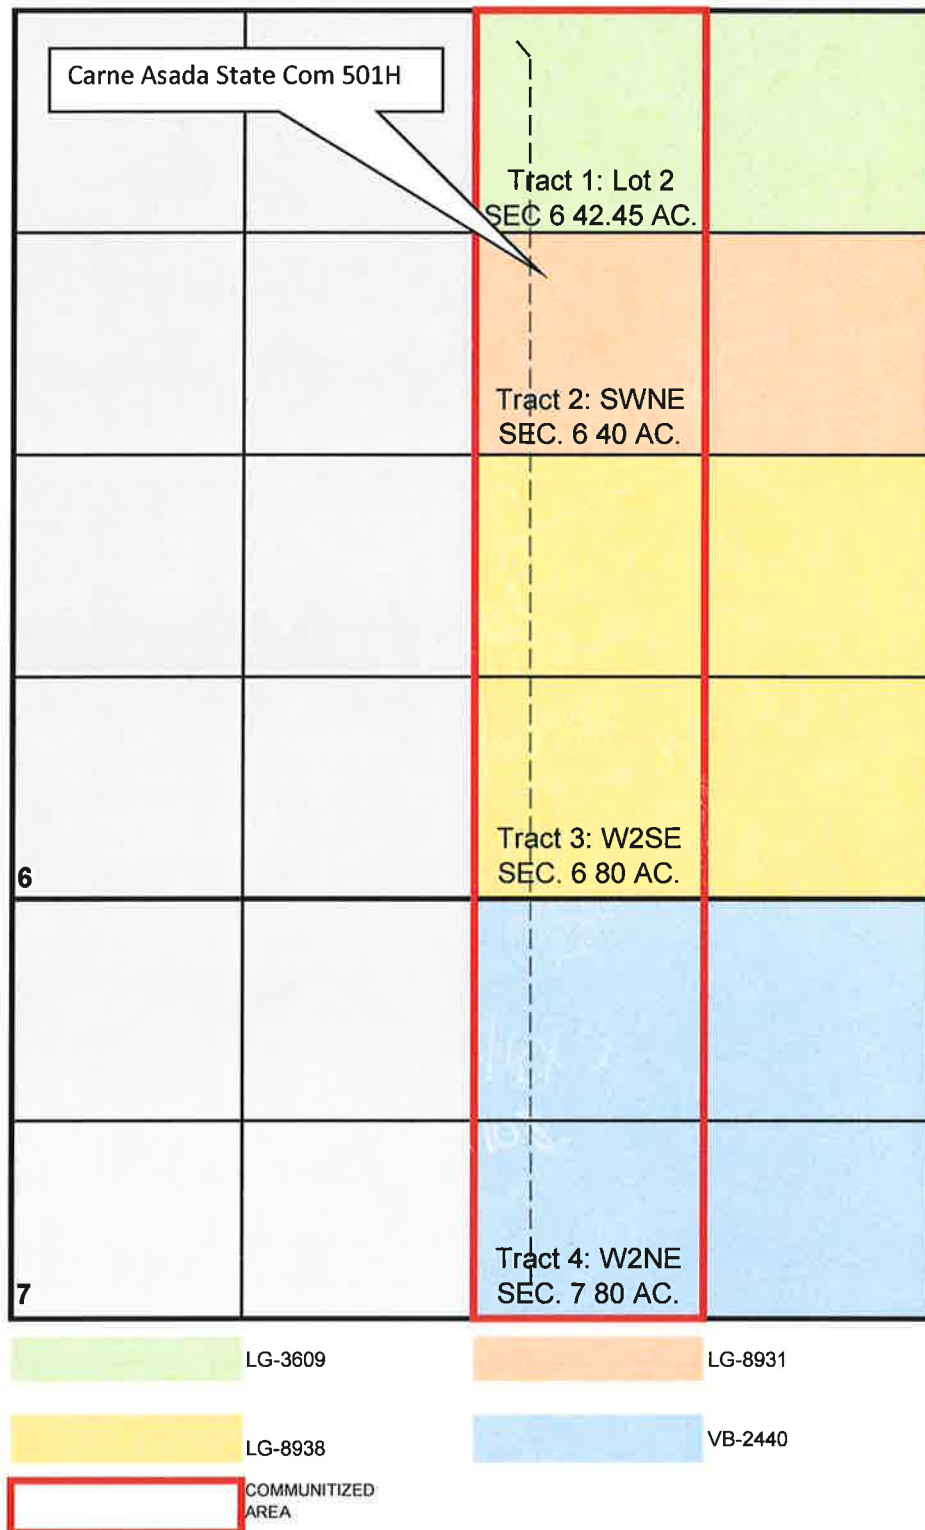 Carne Asada State Com 501H
Tract 1: Lot 2
SEC 6 42.45 AC.
Tract 2: SWNE
SEC. 6 40 AC.
Tract 3: W2SE
SEC. 6 80 AC.
6
Tract 4: W2NE
SEC. 7 80 AC.
7
LG-3609
LG-8931
LG-8938
VB-2440
COMMUNITIZED
AREA